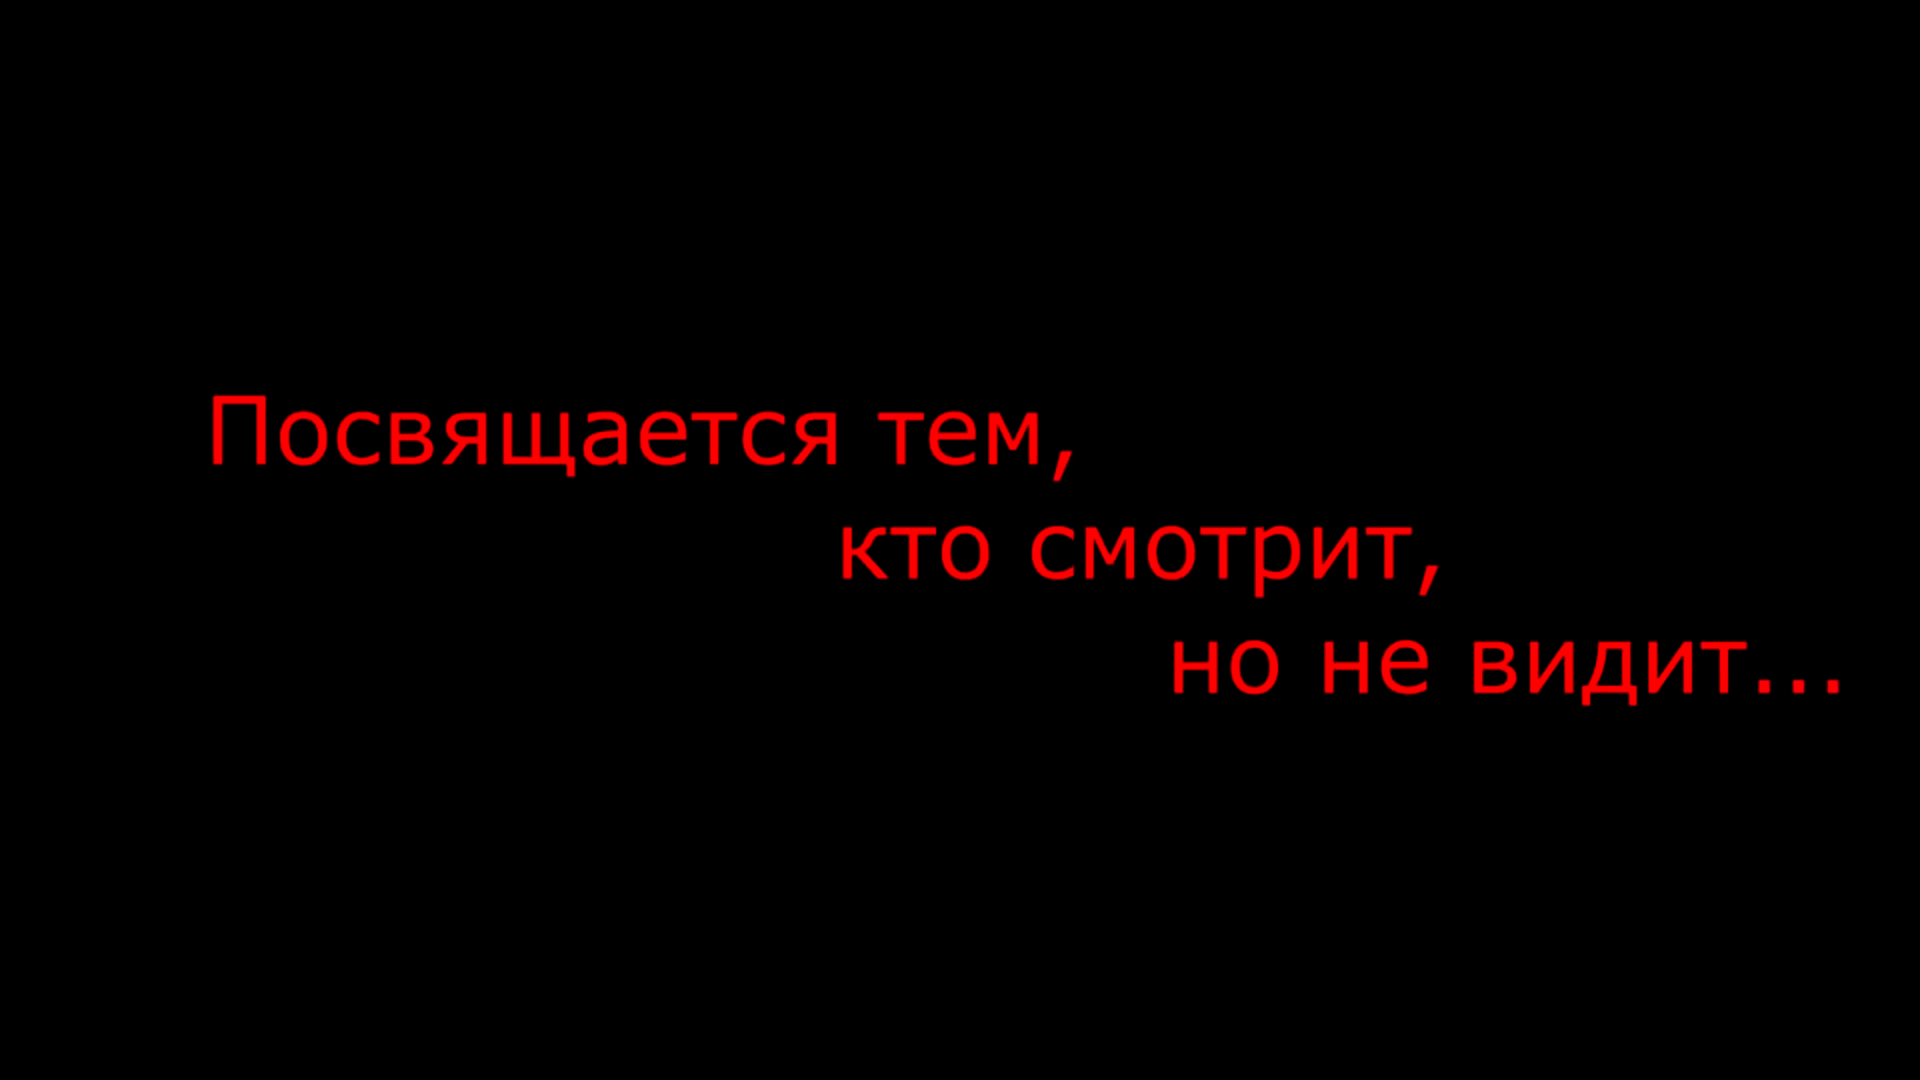 Посвящается тем,
кто смотрит,
но не видит...